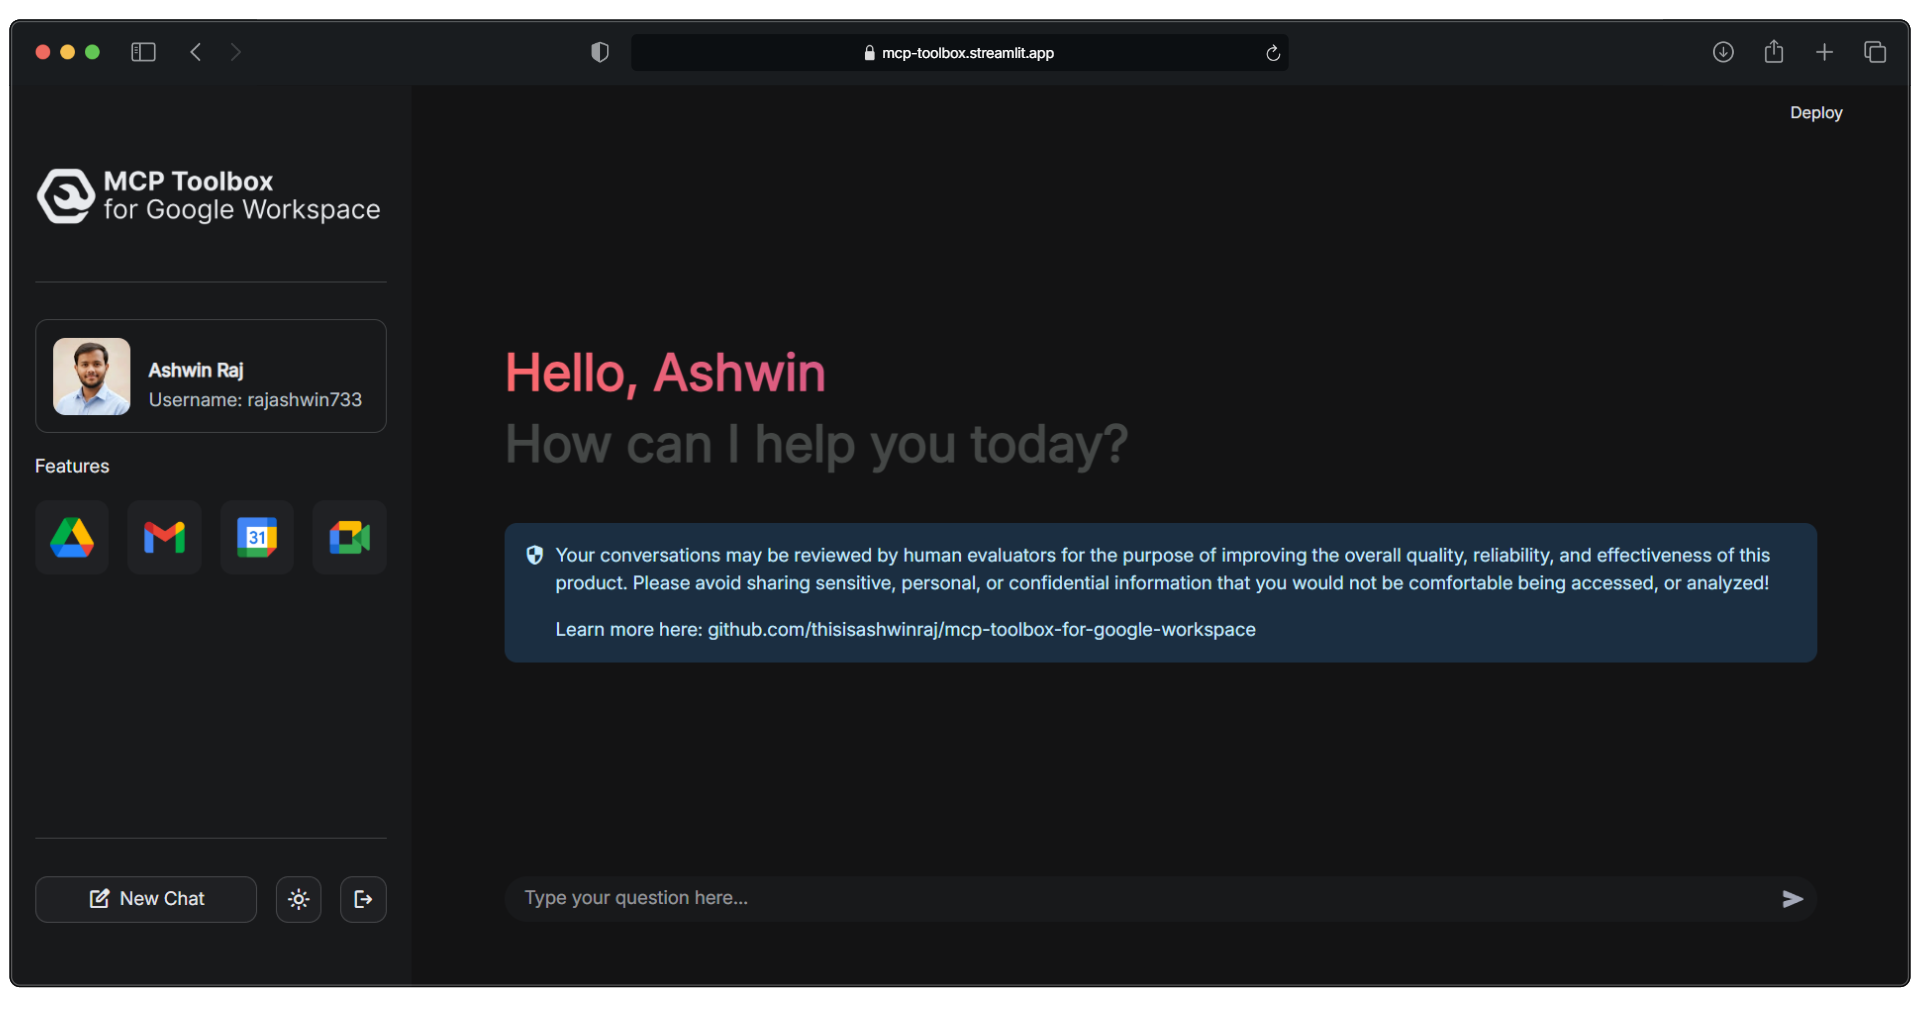 mcp-toolbox.streamlit.app
Deploy
MCP Toolbox
for Google Workspace
Ashwin Raj
Username: rajashwin733
Features
31
New Chat
Hello, Ashwin
How can I help you today?
Your conversations may be reviewed by human evaluators for the purpose of improving the overall quality, reliability, and effectiveness of this
product. Please avoid sharing sensitive, personal, or confidential information that you would not be comfortable being accessed, or analyzed!
Learn more here: github.com/thisisashwinraj/mcp-toolbox-for-google-workspace
Type your question here...